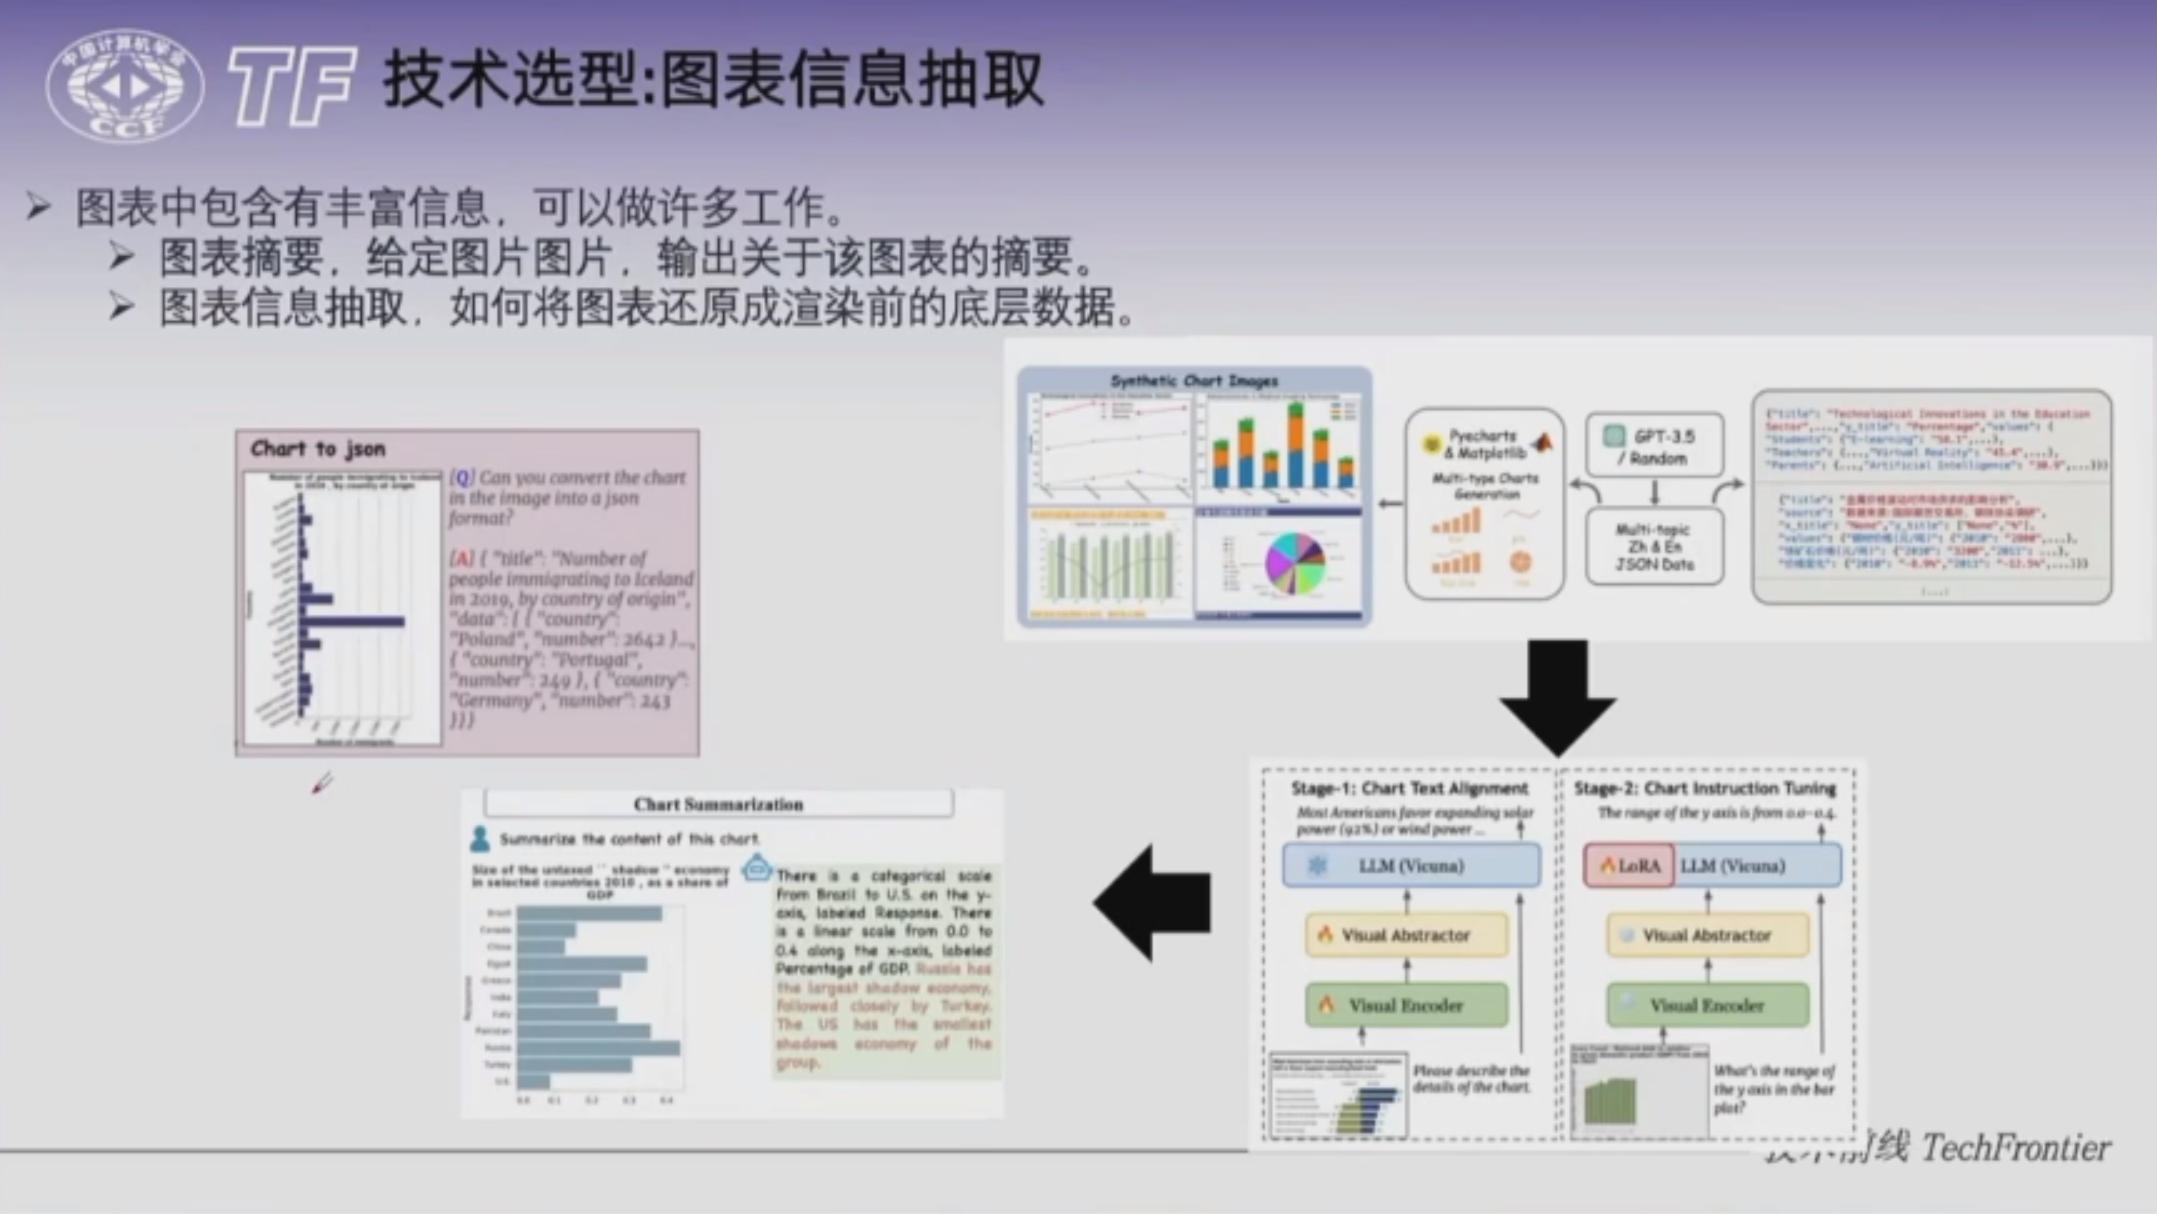 中国计算机学会
CCF
TF
技术选型:图表信息抽取
图表中包含有丰富信息，可以做许多工作。
图表摘要，给定图片图片，输出关于该图表的摘要。
图表信息抽取，如何将图表还原成渲染前的底层数据。
Chart to json
Number of people immigrating to Iceland
in 2019, by country of origin
[Q] Can you convert the chart
in the image into a json
format?
[A] { "title": "Number of
people immigrating to Iceland
in 2019, by country of origin",
"data": [ { "country":
"Poland", "number": 2642 }...,
{ "country": "Portugal",
"number": 249 }, { "country":
"Germany", "number": 243
}]}
Synthetic Chart Images
Pyecharts
& Matplotlib
Multi-type Charts
Generation
GPT-3.5
/ Random
Multi-topic
Zh & En
JSON Data
{"title": "Technological Innovations in the Education
Sector",...,"y_title": "Percentage","values": {
"Students": {"E-learning": "50.1",...},
"Teachers": {...,"Virtual Reality": "45.4",...},
"Parents": {...,"Artificial Intelligence": "30.9",...}}}
{...}
Chart Summarization
Summarize the content of this chart.
Size of the untaxed `` shadow '' economy
in selected countries 2010 , as a share of
GDP
Response
Brazil
Canada
China
Egypt
Greece
India
Italy
Pakistan
Russia
Turkey
U.S.
0.0 0.1 0.2 0.3 0.4
There is a categorical scale
from Brazil to U.S. on the y-
axis, labeled Response. There
is a linear scale from 0.0 to
0.4 along the x-axis, labeled
Percentage of GDP. Russia has
the largest shadow economy,
followed closely by Turkey.
The US has the smallest
shadows economy of the
group.
Stage-1: Chart Text Alignment
Most Americans favor expanding solar
power (92%) or wind power ...
LLM (Vicuna)
Visual Abstractor
Visual Encoder
Please describe the
details of the chart.
Stage-2: Chart Instruction Tuning
The range of the y axis is from 0.0-0.4.
LoRA LLM (Vicuna)
Visual Abstractor
Visual Encoder
What's the range of
the y axis in the bar
plot?
技术前线 TechFrontier